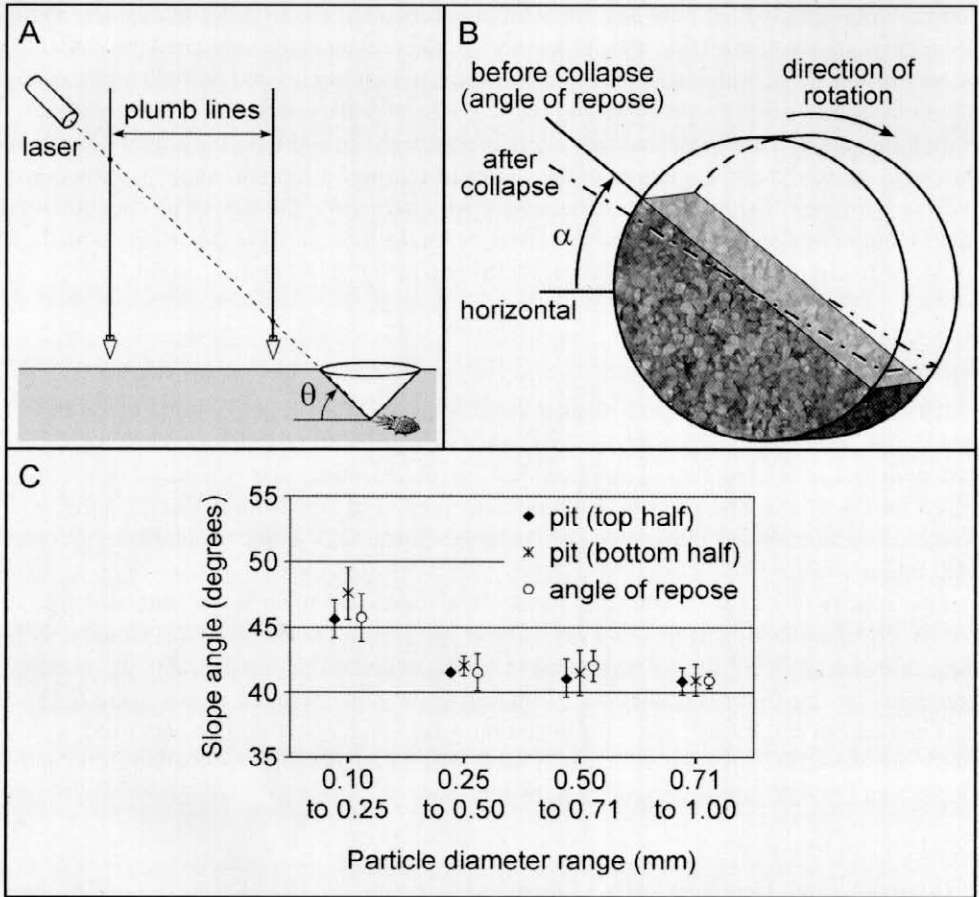 A
plumb lines
laser
θ
B
before collapse
(angle of repose)
direction of
rotation
after
collapse
α
horizontal
C
55
50
45
40
35
Slope angle (degrees)
pit (top half)
pit (bottom half)
angle of repose
0.10
to 0.25
0.25
to 0.50
0.50
to 0.71
0.71
to 1.00
Particle diameter range (mm)